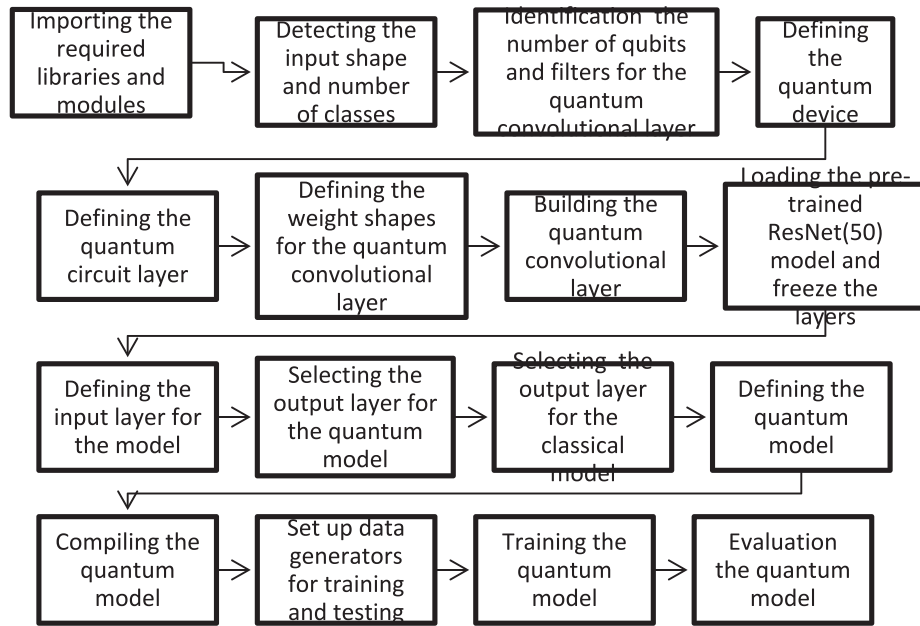 Importing the
required
libraries and
modules
Detecting the
input shape
and number
of classes
Identification the
number of qubits
and filters for the
quantum
convolutional layer
Defining
the
quantum
device
Defining the
quantum
circuit layer
Defining the
weight shapes
for the quantum
convolutional
layer
Building the
quantum
convolutional
layer
Loading the pre-
trained
ResNet(50)
model and
freeze the
layers
Defining the
input layer for
the model
Selecting the
output layer for
the quantum
model
Selecting the
output layer
for the
classical
model
Defining the
quantum
model
Compiling the
quantum
model
Set up data
generators
for training
and testing
Training the
quantum
model
Evaluation
the quantum
model